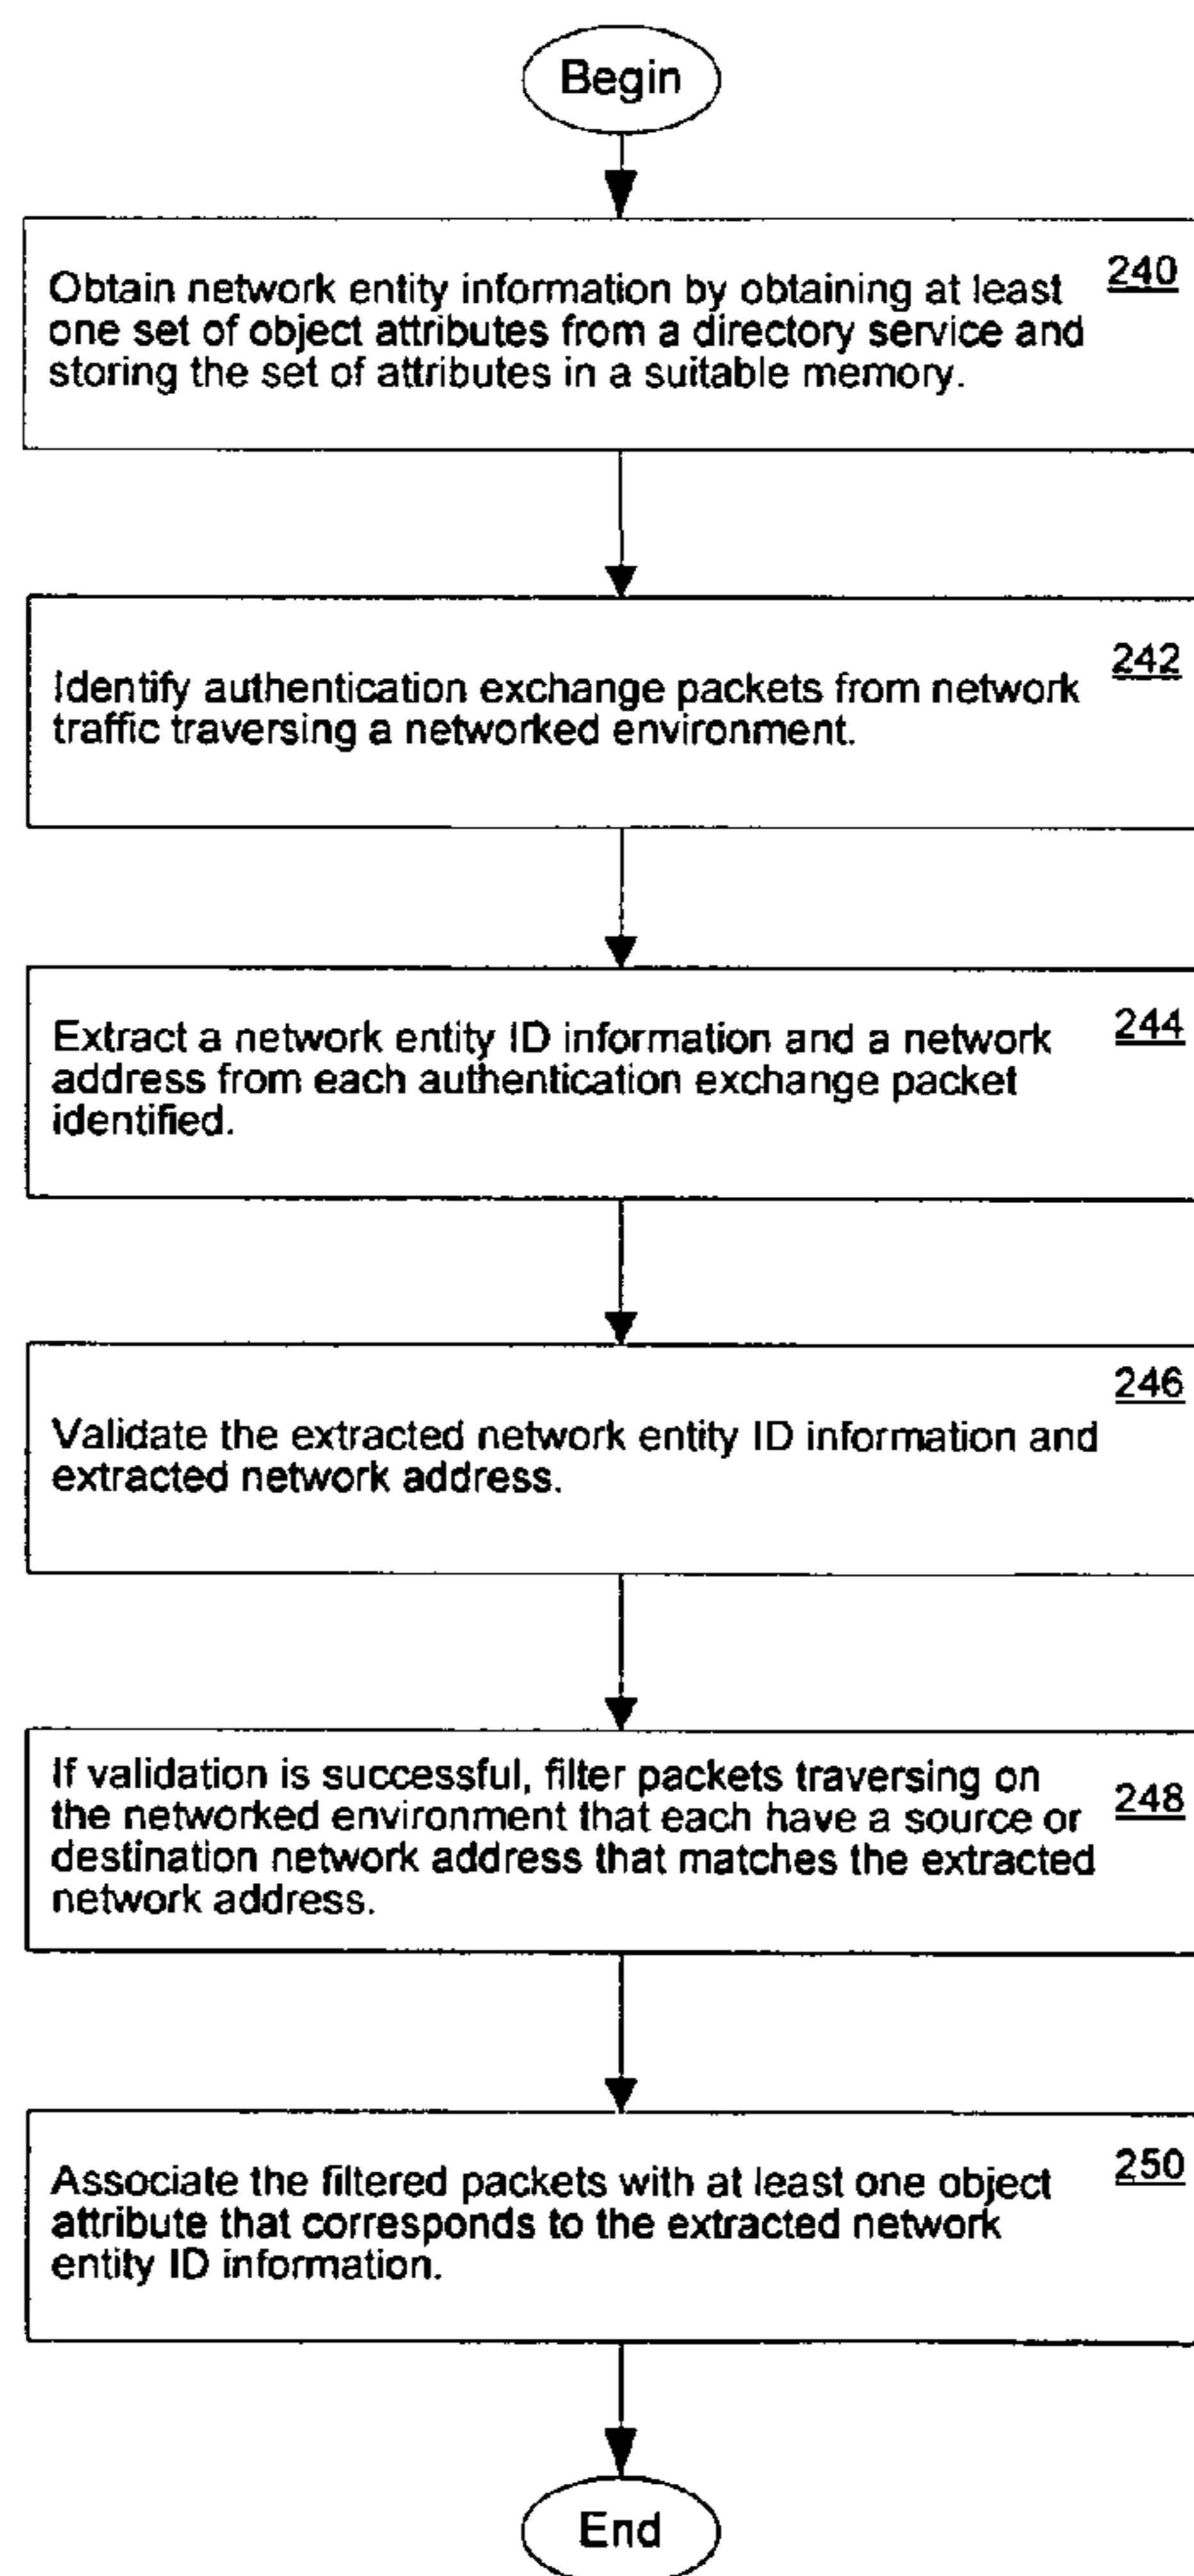 Begin
240
Obtain network entity information by obtaining at least
one set of object attributes from a directory service and
storing the set of attributes in a suitable memory.
242
Identify authentication exchange packets from network
traffic traversing a networked environment.
244
Extract a network entity ID information and a network
address from each authentication exchange packet
identified.
246
Validate the extracted network entity ID information and
extracted network address.
248
If validation is successful, filter packets traversing on
the networked environment that each have a source or
destination network address that matches the extracted
network address.
250
Associate the filtered packets with at least one object
attribute that corresponds to the extracted network
entity ID information.
End